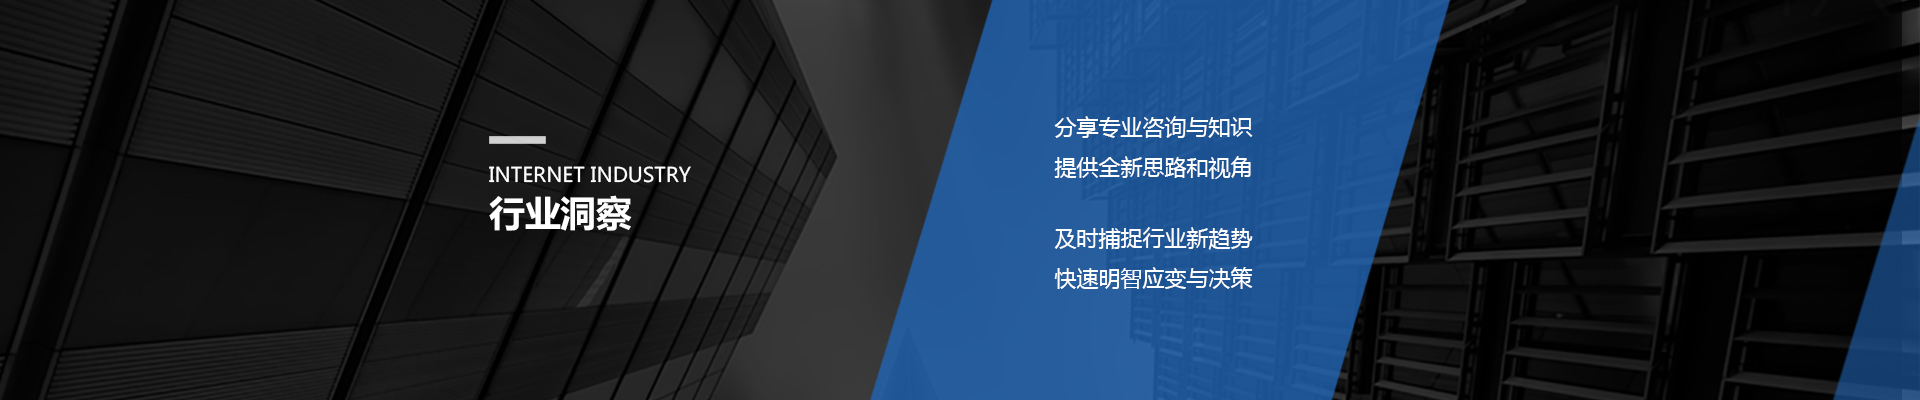 INTERNET INDUSTRY
行业洞察
分享专业咨询与知识
提供全新思路和视角
及时捕捉行业新趋势
快速明智应变与决策